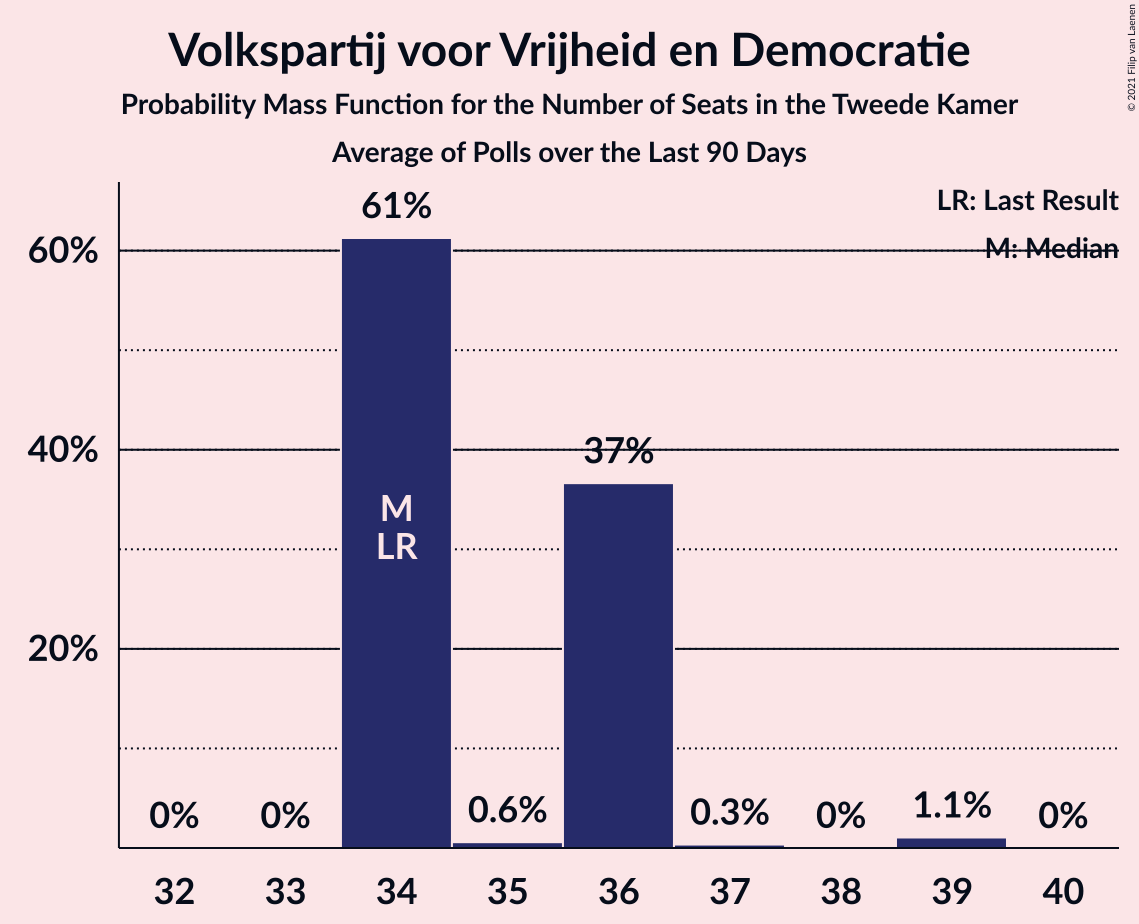 Volkspartij voor Vrijheid en Democratie
Probability Mass Function for the Number of Seats in the Tweede Kamer
Average of Polls over the Last 90 Days
© 2021 Filip van Laenen
LR: Last Result
M: Median
60%
40%
20%
0%
0%
61%
M
LR
0.6%
37%
0.3%
0%
1.1%
0%
32 33 34 35 36 37 38 39 40